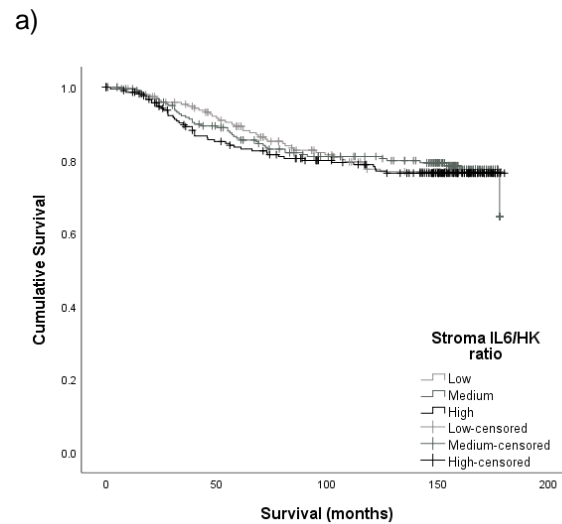 a)
1.0
0.8
0.6
0.4
0.2
0.0
Cumulative Survival
0
50
100
150
200
Survival (months)
Stroma IL6/HK
ratio
Low
Medium
High
Low-censored
Medium-censored
High-censored